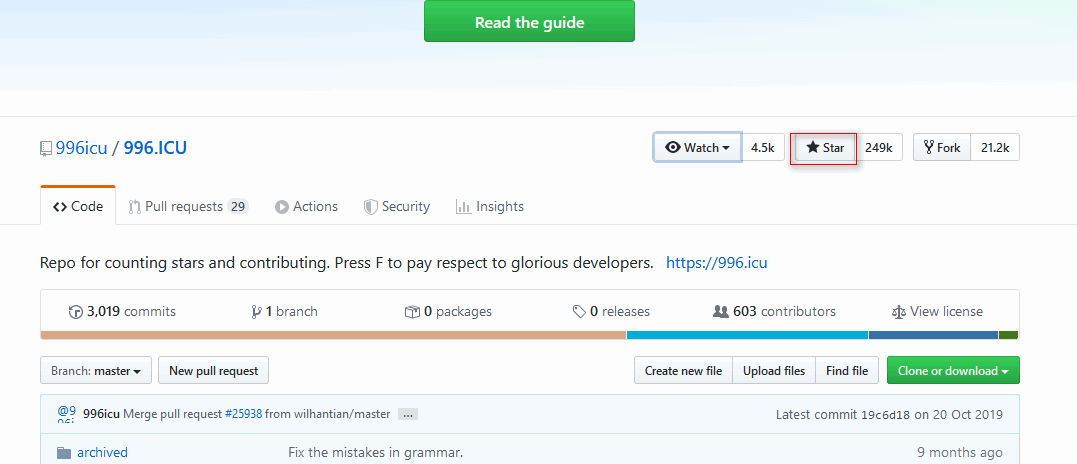 Read the guide
996icu / 996.ICU
Watch 4.5k Star 249k Fork 21.2k
Code Pull requests 29 Actions Security Insights
Repo for counting stars and contributing. Press F to pay respect to glorious developers. https://996.icu
3,019 commits 1 branch 0 packages 0 releases 603 contributors View license
Branch: master New pull request Create new file Upload files Find file Clone or download
996icu Merge pull request #25938 from wilhantian/master ... Latest commit 19c6d18 on 20 Oct 2019
archived Fix the mistakes in grammar. 9 months ago